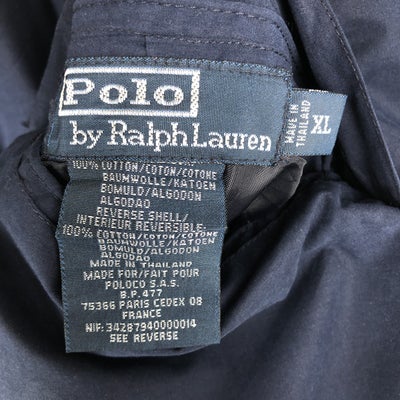 Polo
by Ralph Lauren
MADE IN
THAILAND
XL
100% COTTON/COTON/COTTON
BAUMWOLLE/KATOEN
BOMULD/ALGODON
ALGODAO
REVERSE SHELL/
INTERIEUR REVERSIBLE:
100% COTTON/COTON/COTTON
BAUMWOLLE/KATOEN
BOMULD/ALGODON
ALGODAO
MADE IN THAILAND
MADE FOR/FAIT POUR
POLOCO S.A.S.
B.P. 477
75366 PARIS CEDEX 08
FRANCE
NIF: 34287940000014
SEE REVERSE